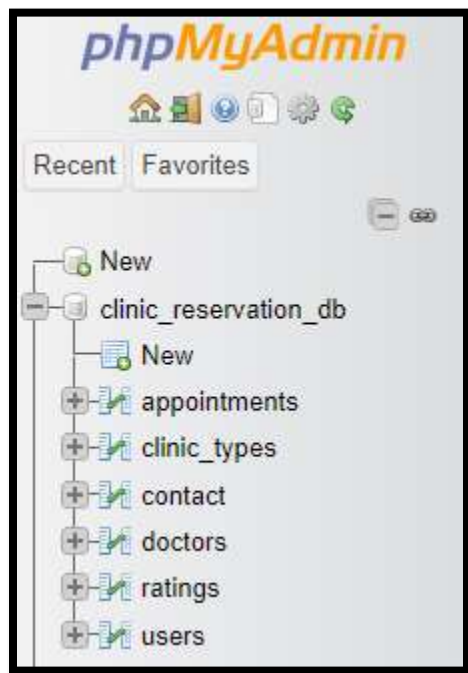 phpMyAdmin
Recent Favorites
New
clinic_reservation_db
New
appointments
clinic_types
contact
doctors
ratings
users